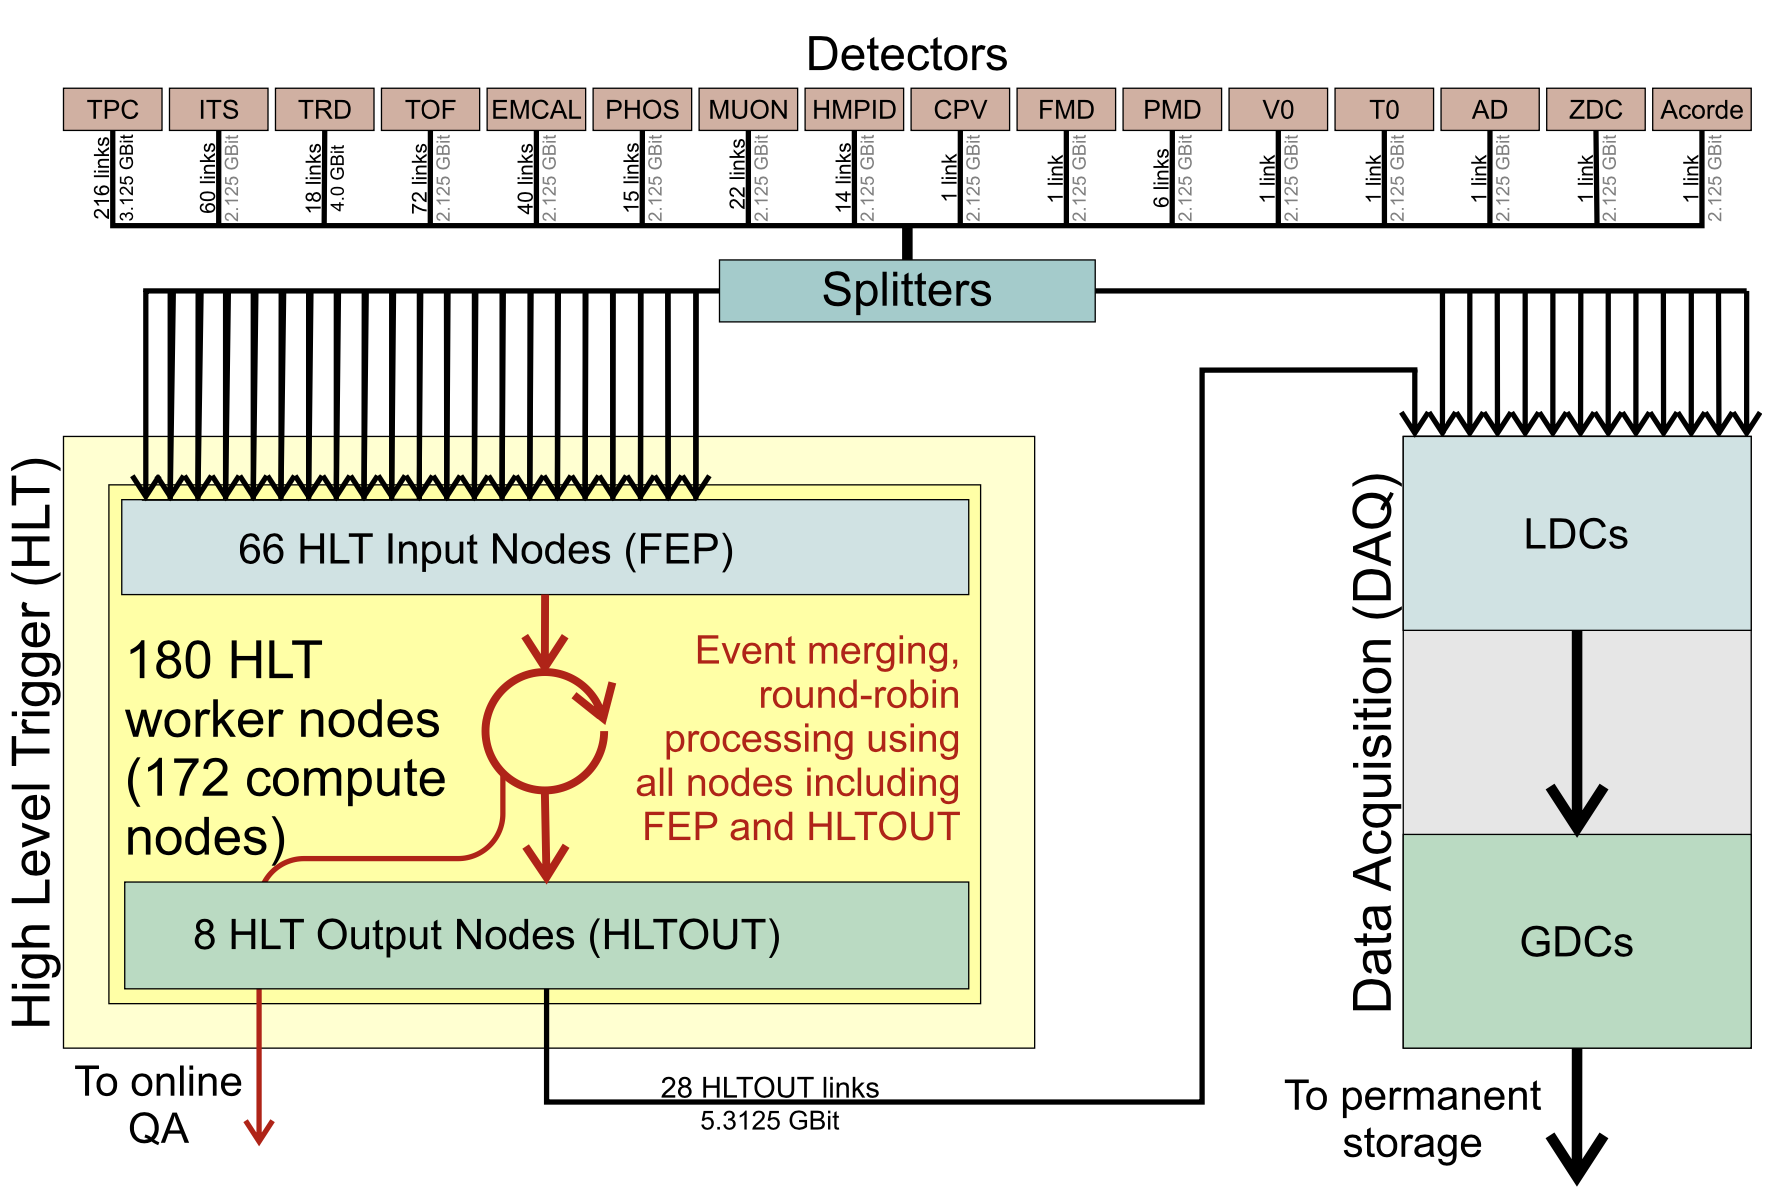 Detectors
TPC
ITS
TRD
TOF
EMCAL
PHOS
MUON
HMPID
CPV
FMD
PMD
V0
T0
AD
ZDC
Acorde
216 links
3.125 GBit
60 links
2.125 GBit
18 links
4.0 GBit
72 links
2.125 GBit
40 links
2.125 GBit
15 links
2.125 GBit
22 links
2.125 GBit
14 links
2.125 GBit
1 link
2.125 GBit
1 link
2.125 GBit
6 links
2.125 GBit
1 link
2.125 GBit
1 link
2.125 GBit
1 link
2.125 GBit
1 link
2.125 GBit
1 link
2.125 GBit
Splitters
High Level Trigger (HLT)
66 HLT Input Nodes (FEP)
180 HLT
worker nodes
(172 compute
nodes)
Event merging,
round-robin
processing using
all nodes including
FEP and HLTOUT
8 HLT Output Nodes (HLTOUT)
To online
QA
28 HLTOUT links
5.3125 GBit
Data Acquisition (DAQ)
LDCs
GDCs
To permanent
storage